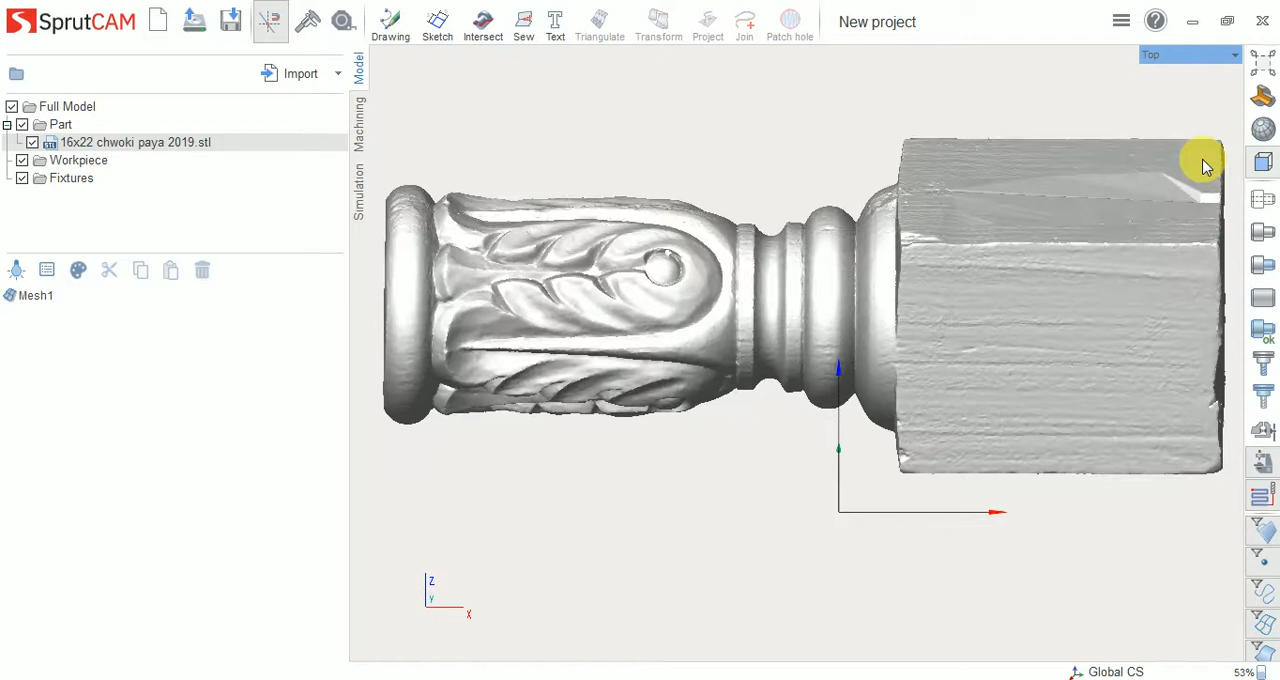 SprutCAM
Drawing
Sketch
Intersect
Sew
Text
Triangulate
Transform
Project
Join
Patch hole
New project
Import
Top
Model
Machining
Simulation
Full Model
Part
16x22 chwoki paya 2019.stl
Workpiece
Fixtures
Mesh1
Z
Y
X
ok
Global CS
53%